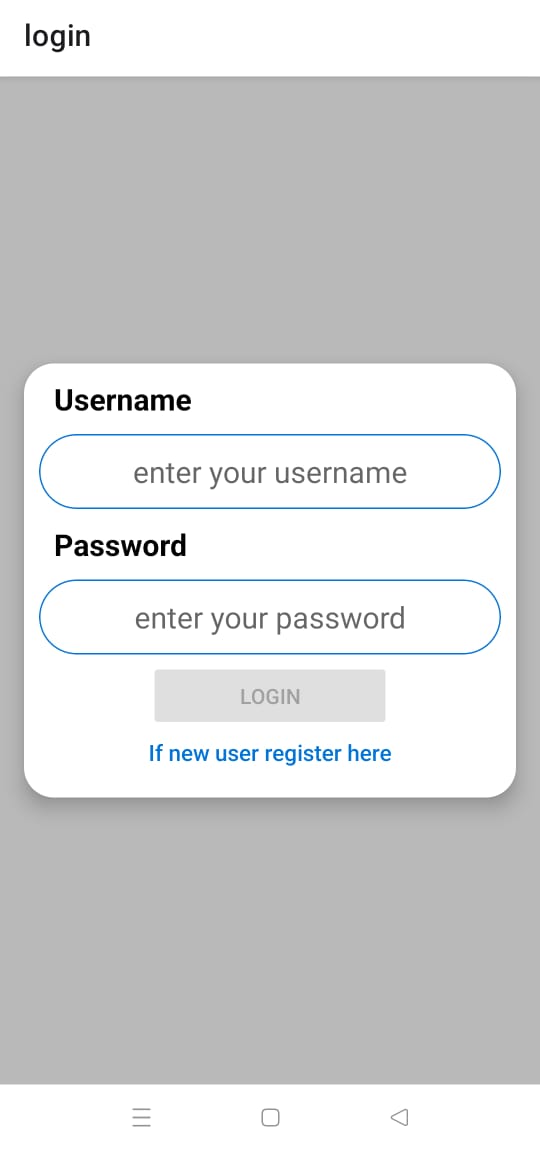 login
Username
enter your username
Password
enter your password
LOGIN
If new user register here